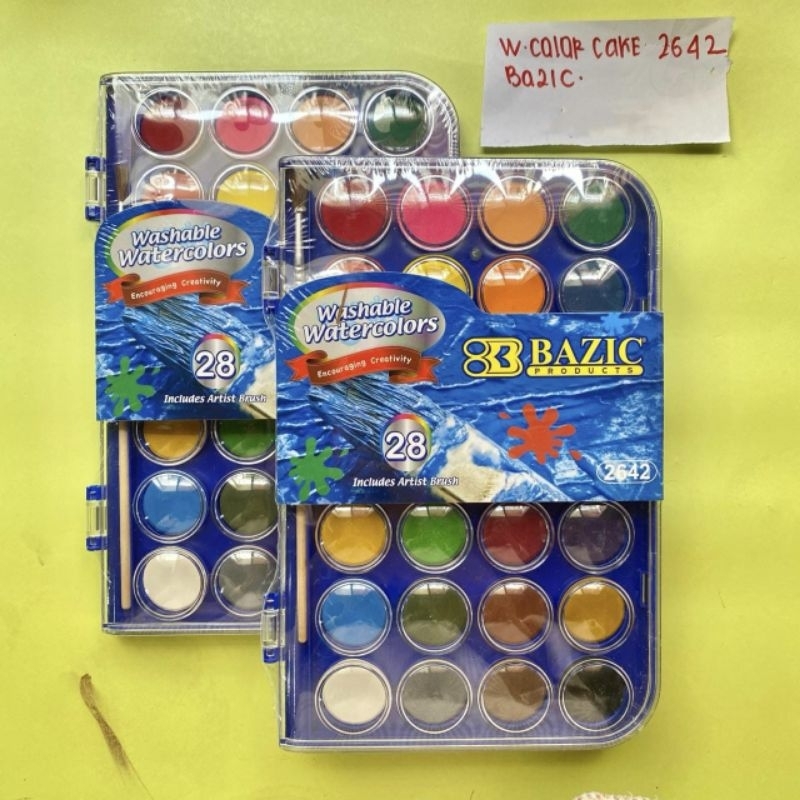 W. COLOR CAKE 2642
Bazic.
Washable
Watercolors
Encouraging Creativity
28
Includes Artist Brush
Washable
Watercolors
Encouraging Creativity
BAZIC
PRODUCTS
28
Includes Artist Brush
2642